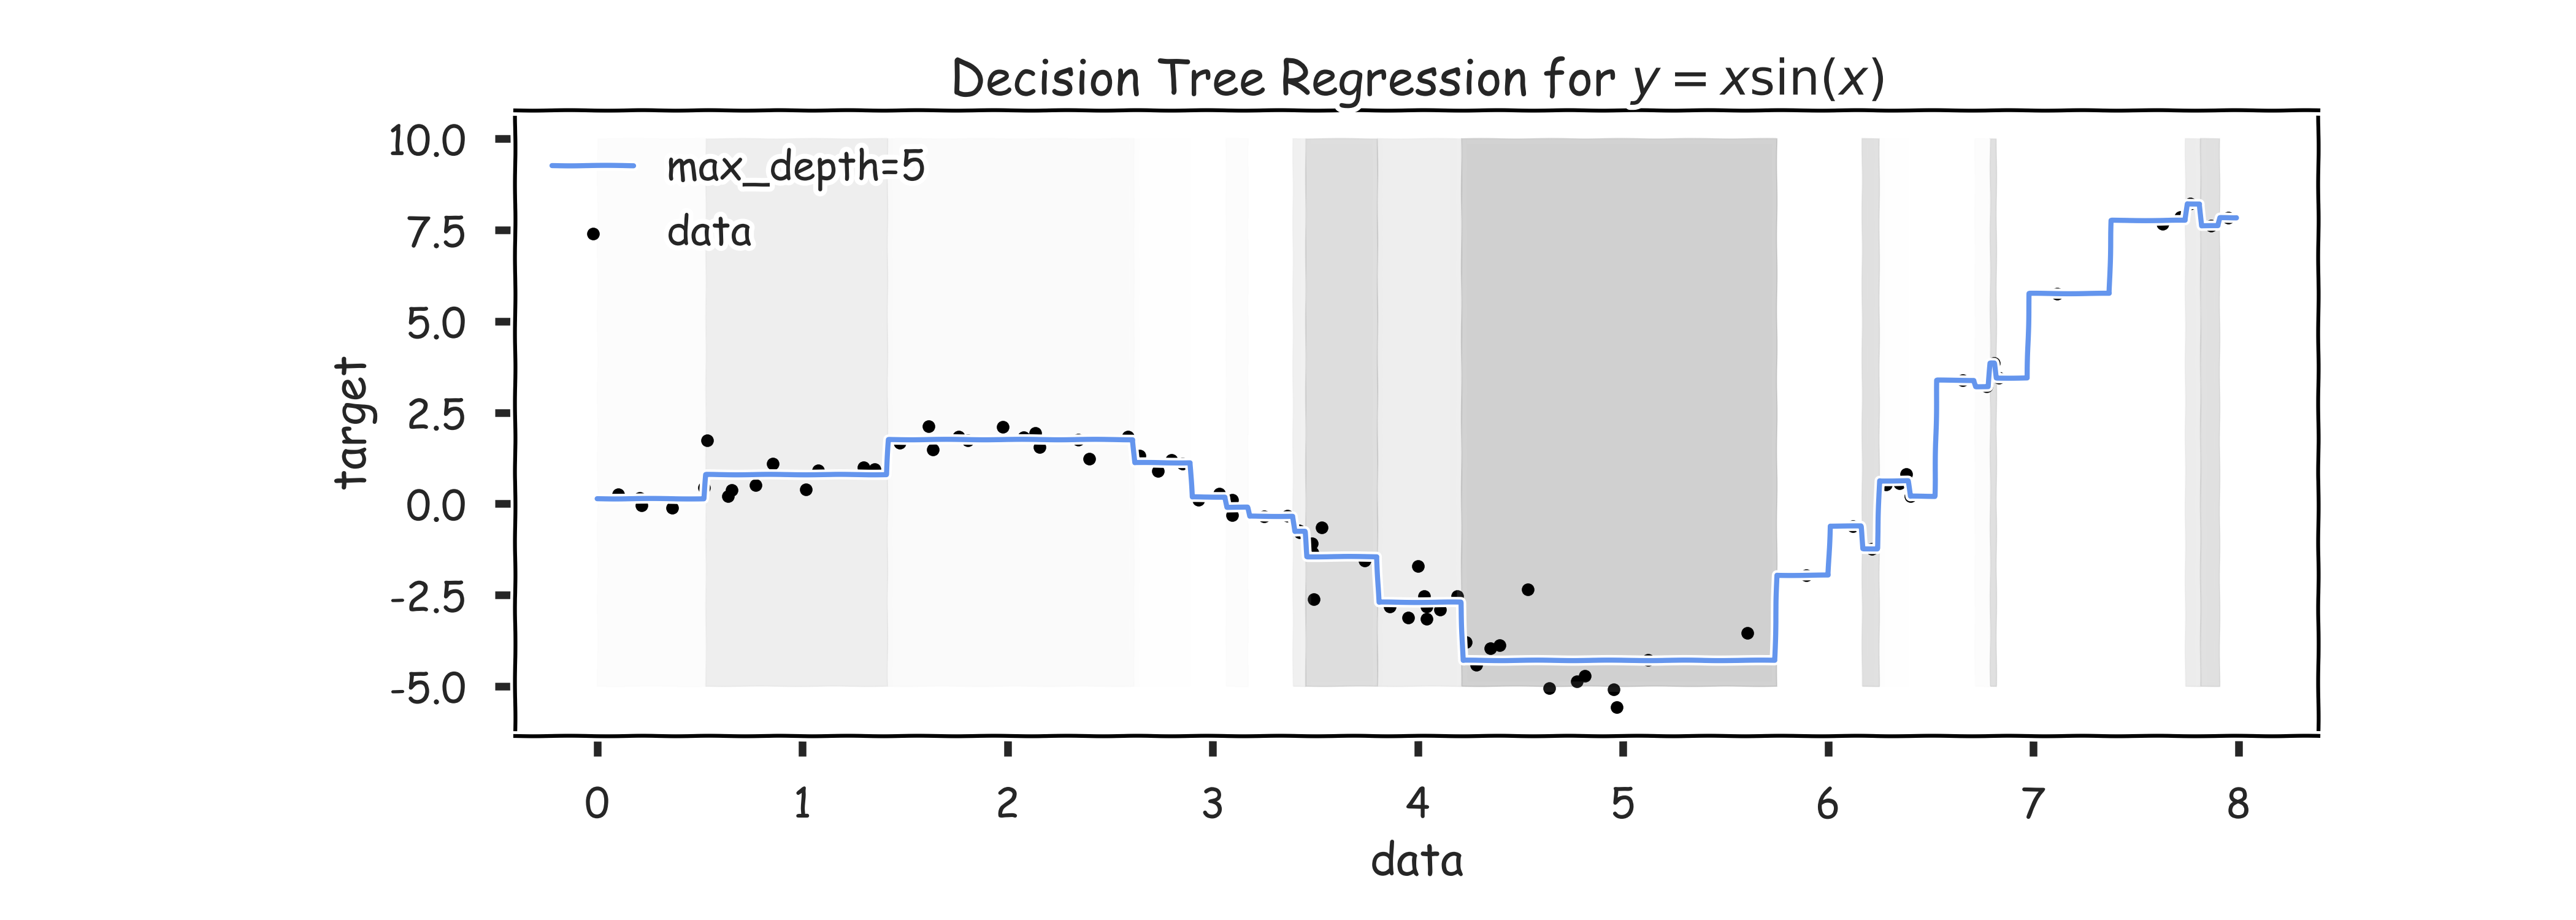 Decision Tree Regression for y = xsin(x)
max_depth=5
data
10.0
7.5
5.0
2.5
0.0
-2.5
-5.0
target
0 1 2 3 4 5 6 7 8
data